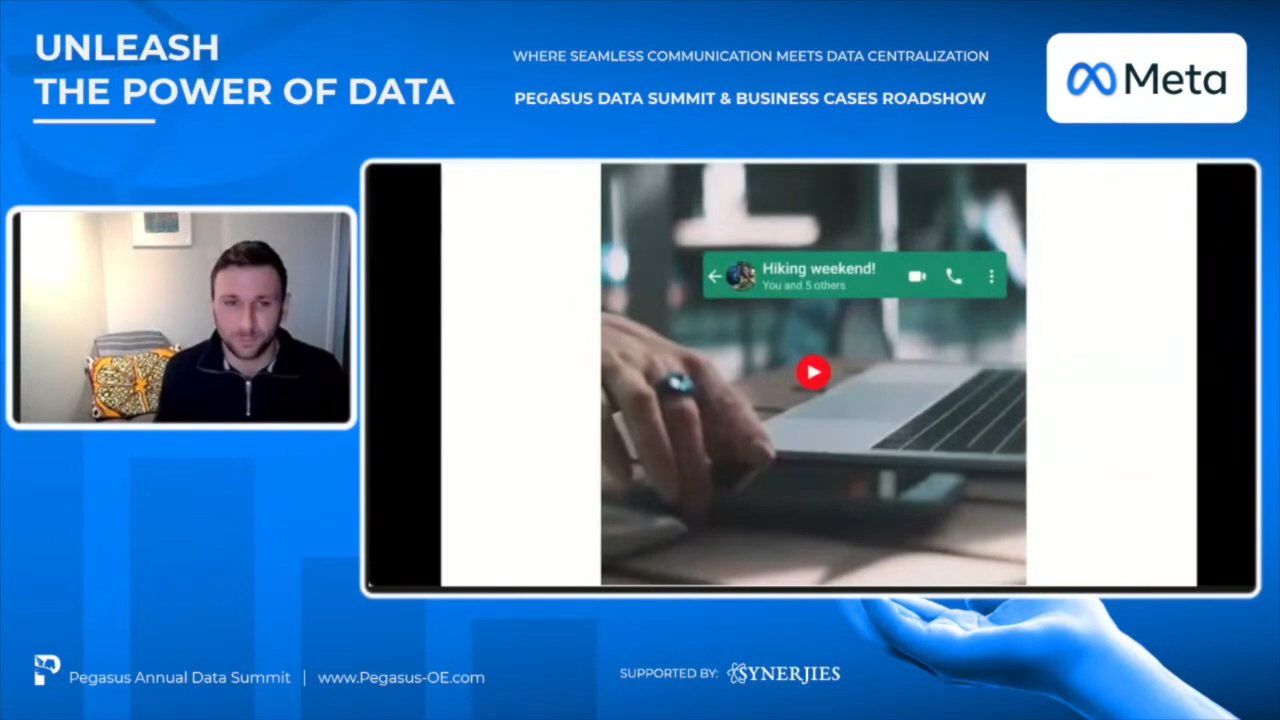 UNLEASH
THE POWER OF DATA
WHERE SEAMLESS COMMUNICATION MEETS DATA CENTRALIZATION
PEGASUS DATA SUMMIT & BUSINESS CASES ROADSHOW
Meta
Hiking weekend!
You and 5 others
Pegasus Annual Data Summit | www.Pegasus-OE.com
SUPPORTED BY: SYNERJIES